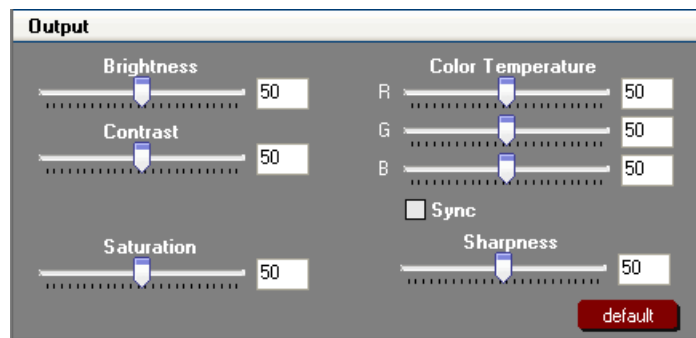 Output
Brightness
50
Contrast
50
Saturation
50
Color Temperature
R 50
G 50
B 50
Sync
Sharpness
50
default